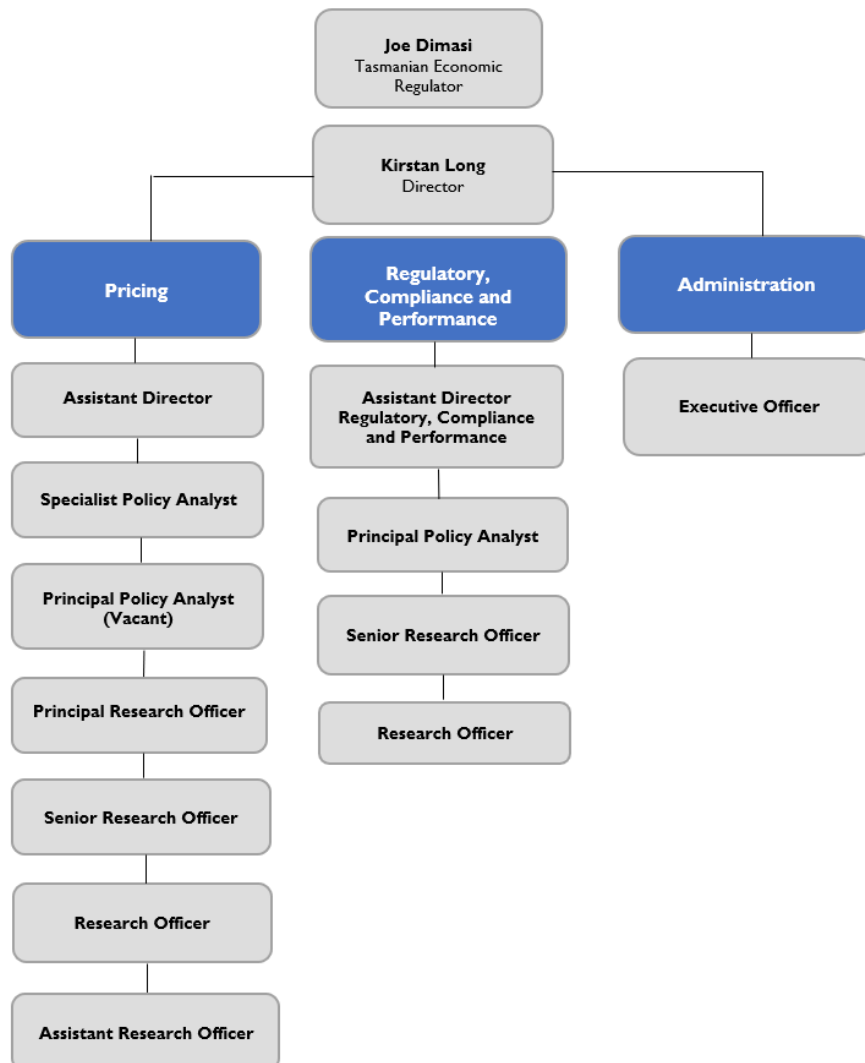 Joe Dimasi
Tasmanian Economic
Regulator
Kirstan Long
Director
Pricing
Assistant Director
Specialist Policy Analyst
Principal Policy Analyst
(Vacant)
Principal Research Officer
Senior Research Officer
Research Officer
Assistant Research Officer
Regulatory,
Compliance and
Performance
Assistant Director
Regulatory, Compliance
and Performance
Principal Policy Analyst
Senior Research Officer
Research Officer
Administration
Executive Officer